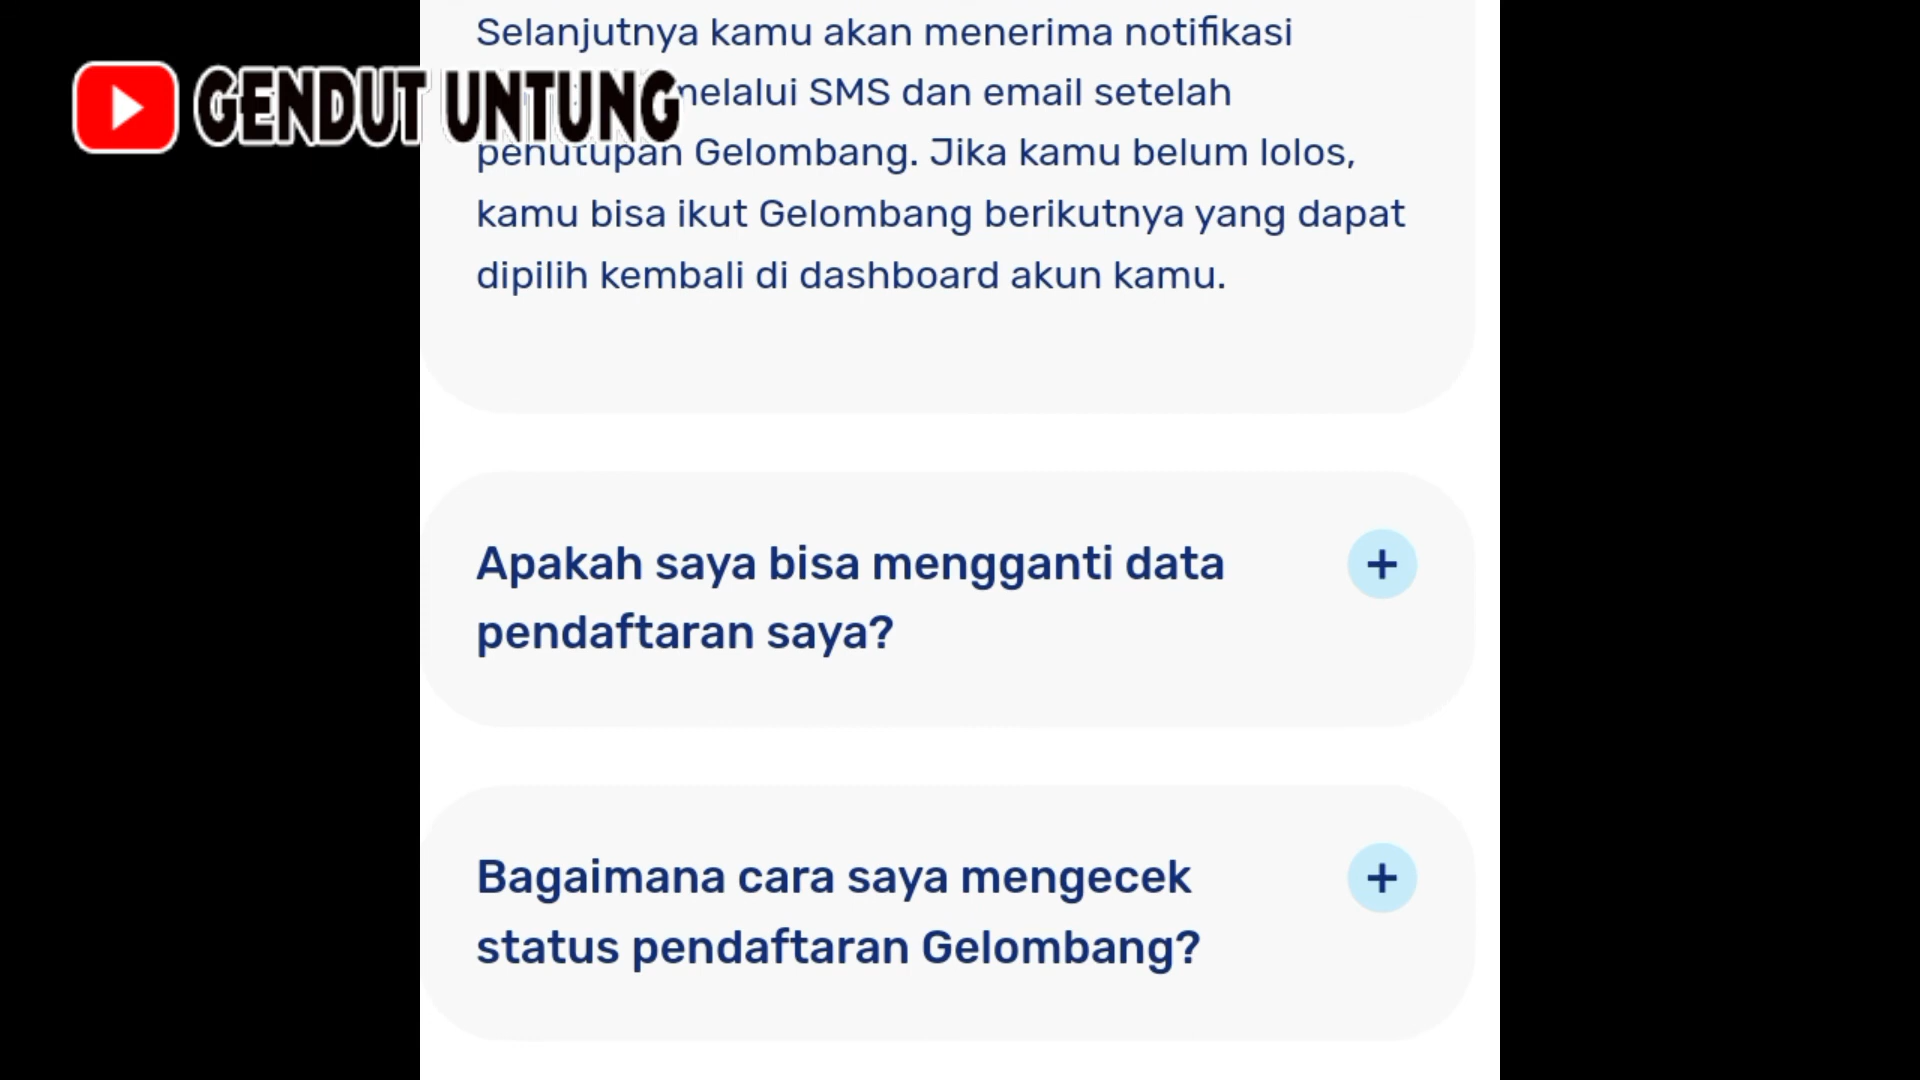 Selanjutnya kamu akan menerima notifikasi
GENDUT UNTUNG
melalui SMS dan email setelah
penutupan Gelombang. Jika kamu belum lolos,
kamu bisa ikut Gelombang berikutnya yang dapat
dipilih kembali di dashboard akun kamu.
Apakah saya bisa mengganti data
pendaftaran saya?
Bagaimana cara saya mengecek
status pendaftaran Gelombang?